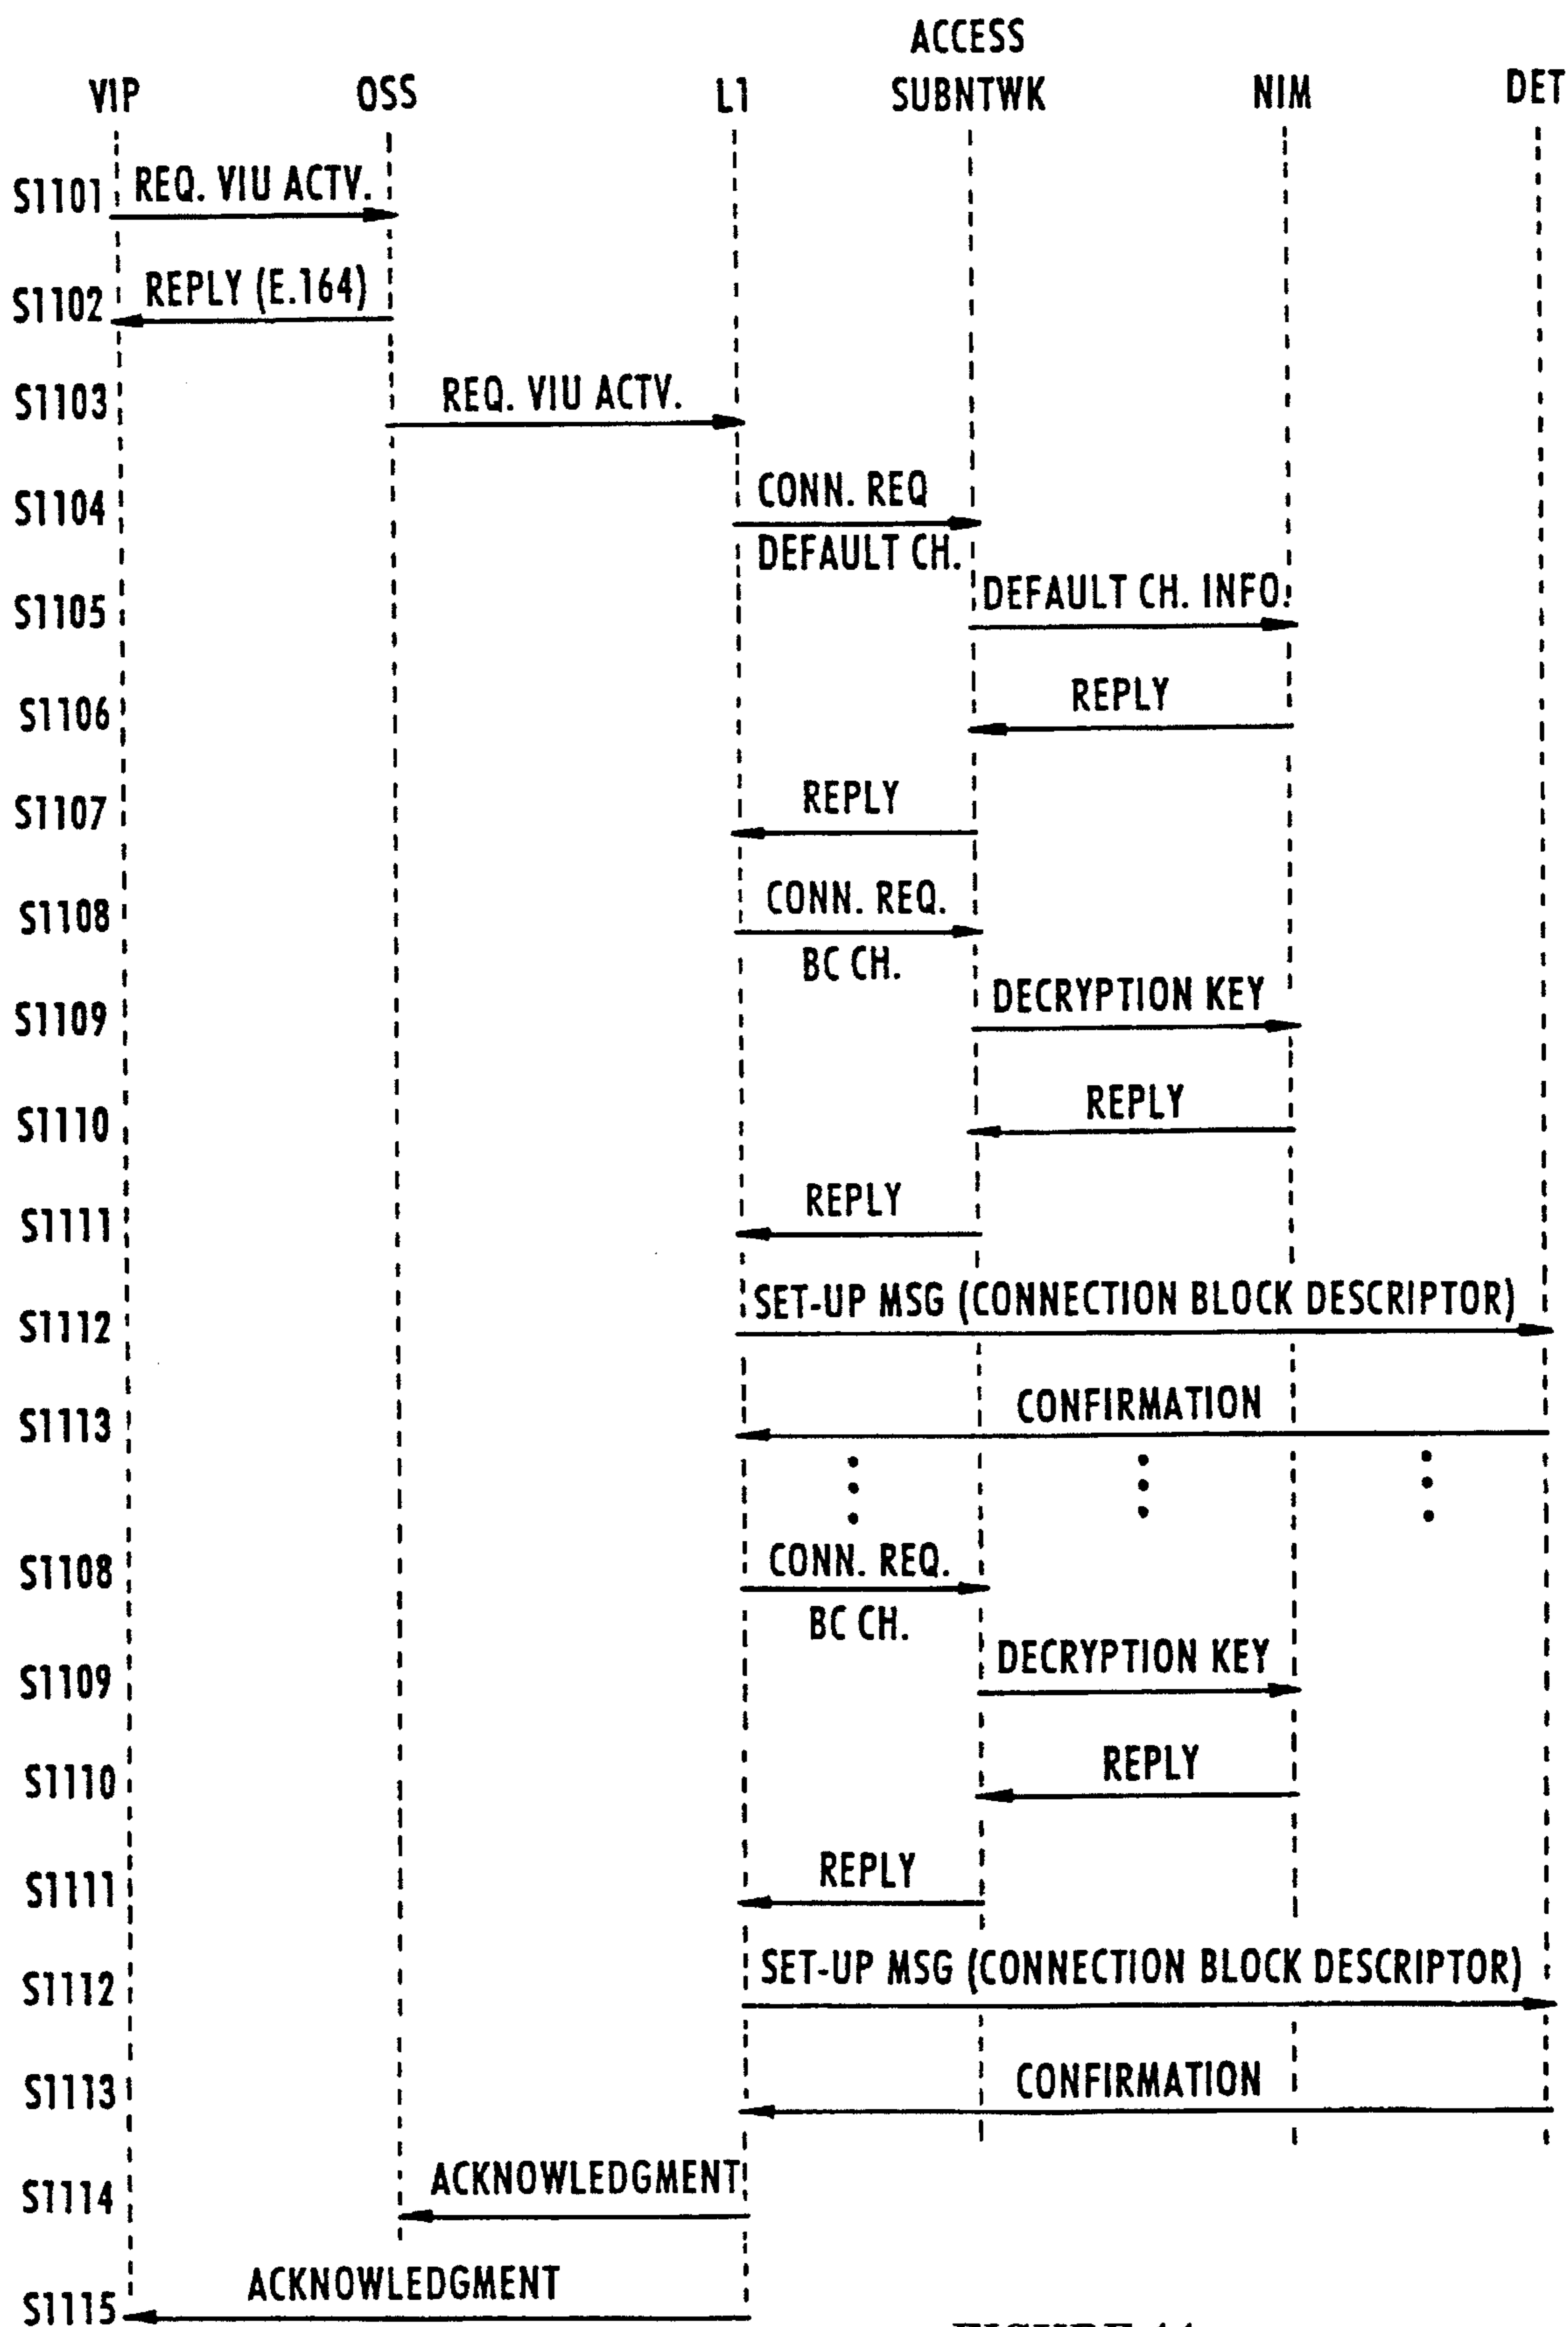 ACCESS
VIP OSS L1 SUBNTWK NIM DET
S1101 REQ. VIU ACTV.
S1102 REPLY (E.164)
S1103 REQ. VIU ACTV.
S1104 CONN. REQ
DEFAULT CH.
S1105 DEFAULT CH. INFO.
S1106 REPLY
S1107 REPLY
S1108 CONN. REQ.
BC CH.
S1109 DECRYPTION KEY
S1110 REPLY
S1111 REPLY
S1112 SET-UP MSG (CONNECTION BLOCK DESCRIPTOR)
S1113 CONFIRMATION
S1108 CONN. REQ.
BC CH.
S1109 DECRYPTION KEY
S1110 REPLY
S1111 REPLY
S1112 SET-UP MSG (CONNECTION BLOCK DESCRIPTOR)
S1113 CONFIRMATION
S1114 ACKNOWLEDGMENT
S1115 ACKNOWLEDGMENT